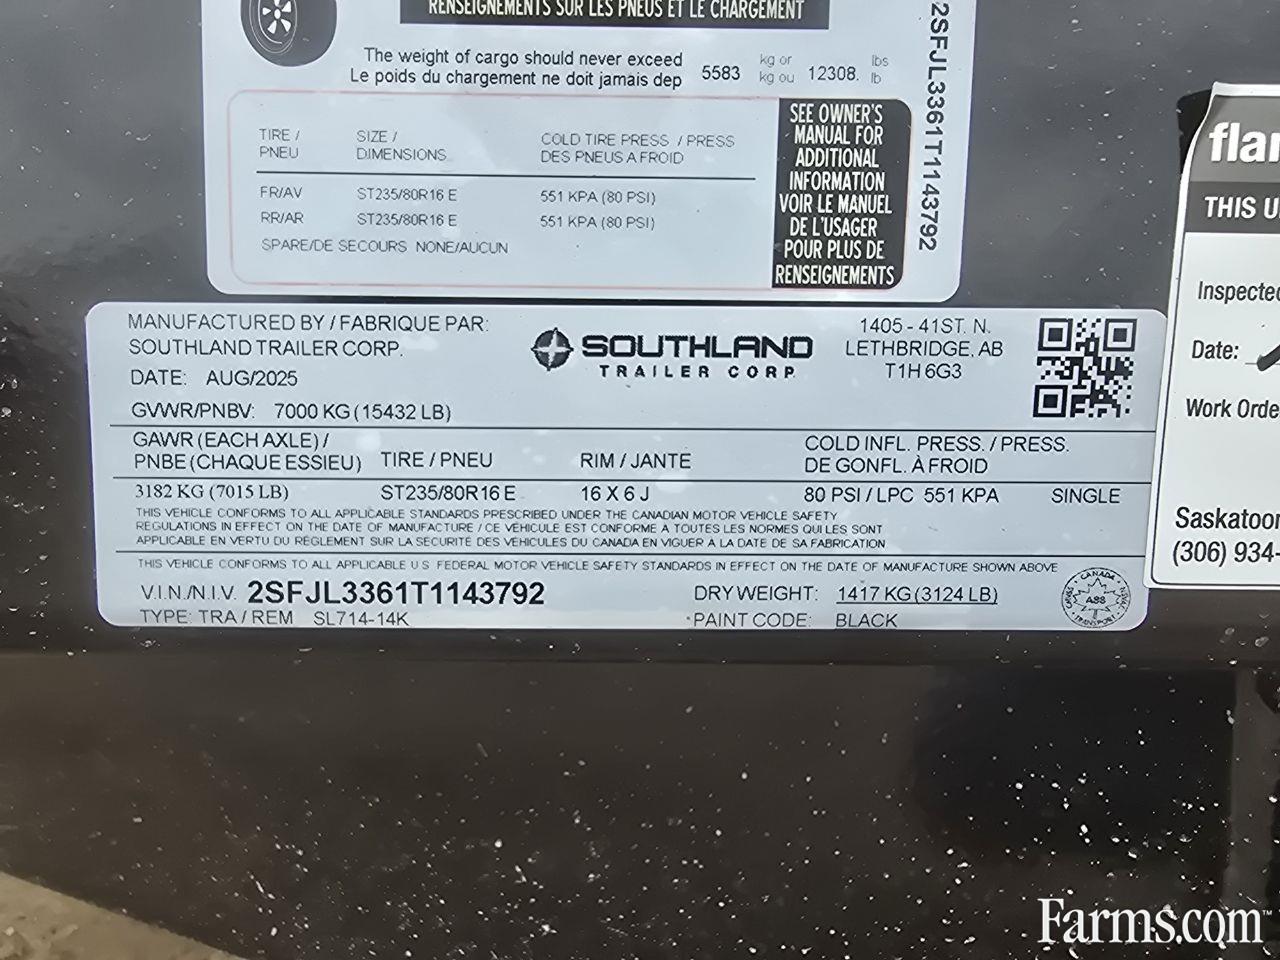 RENSEIGNEMENTS SUR LES PNEUS ET LE CHARGEMENT
The weight of cargo should never exceed
Le poids du chargement ne doit jamais dep 5583 kg or kg ou 12308. lbs lb
TIRE / PNEU SIZE / DIMENSIONS COLD TIRE PRESS. / PRESS DES PNEUS A FROID
FR/AV ST235/80R16 E 551 KPA (80 PSI)
RR/AR ST235/80R16 E 551 KPA (80 PSI)
SPARE/DE SECOURS NONE/AUCUN
SEE OWNER'S
MANUAL FOR
ADDITIONAL
INFORMATION
VOIR LE MANUEL
DE L'USAGER
POUR PLUS DE
RENSEIGNEMENTS
2SFJL3361T1143792
MANUFACTURED BY / FABRIQUE PAR:
SOUTHLAND TRAILER CORP.
DATE: AUG/2025
SOUTHLAND
TRAILER CORP
1405 - 41ST. N.
LETHBRIDGE, AB
T1H 6G3
GVWR/PNBV: 7000 KG (15432 LB)
GAWR (EACH AXLE) /
PNBE (CHAQUE ESSIEU) TIRE / PNEU RIM / JANTE COLD INFL. PRESS. / PRESS.
DE GONFL. À FROID
3182 KG (7015 LB) ST235/80R16 E 16 X 6 J 80 PSI / LPC 551 KPA SINGLE
THIS VEHICLE CONFORMS TO ALL APPLICABLE STANDARDS PRESCRIBED UNDER THE CANADIAN MOTOR VEHICLE SAFETY
REGULATIONS IN EFFECT ON THE DATE OF MANUFACTURE / CE VÉHICULE EST CONFORME À TOUTES LES NORMES QUI LES SONT
APPLICABLE EN VERTU DU RÈGLEMENT SUR LA SECURITÉ DES VÉHICULES DU CANADA EN VIGUER À LA DATE DE SA FABRICATION
THIS VEHICLE CONFORMS TO ALL APPLICABLE U S FEDERAL MOTOR VEHICLE SAFETY STANDARDS IN EFFECT ON THE DATE OF MANUFACTURE SHOWN ABOVE
V.I.N./N.I.V. 2SFJL3361T1143792 DRY WEIGHT: 1417 KG (3124 LB)
TYPE: TRA / REM SL714-14K PAINT CODE: BLACK
CANADA
A88
TRANSPORT
flar
THIS U
Inspected
Date:
Work Orde
Saskatoon
(306) 934-
Farms.com™